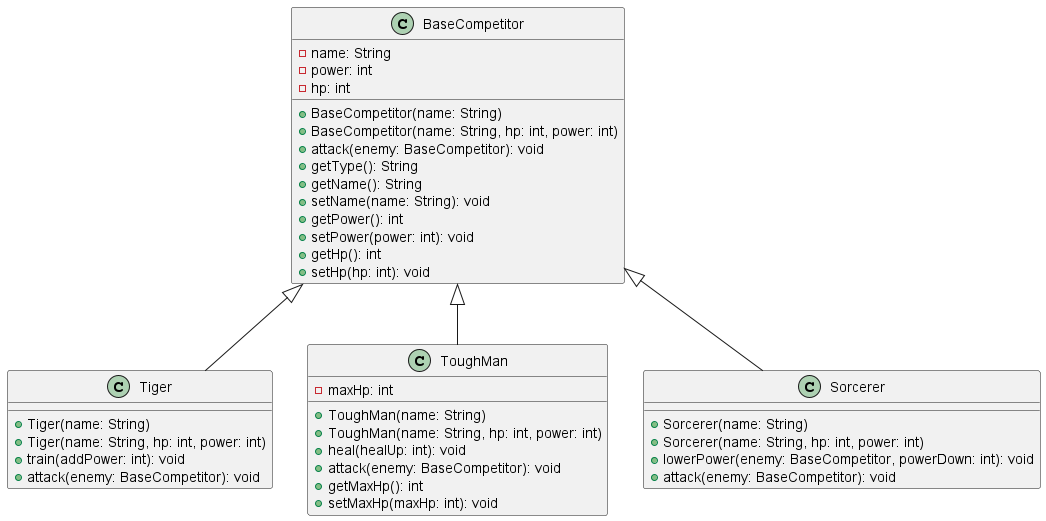 C BaseCompetitor
name: String
power: int
hp: int
BaseCompetitor(name: String)
BaseCompetitor(name: String, hp: int, power: int)
attack(enemy: BaseCompetitor): void
getType(): String
getName(): String
setName(name: String): void
getPower(): int
setPower(power: int): void
getHp(): int
setHp(hp: int): void
C Tiger
Tiger(name: String)
Tiger(name: String, hp: int, power: int)
train(addPower: int): void
attack(enemy: BaseCompetitor): void
C ToughMan
maxHp: int
ToughMan(name: String)
ToughMan(name: String, hp: int, power: int)
heal(healUp: int): void
attack(enemy: BaseCompetitor): void
getMaxHp(): int
setMaxHp(maxHp: int): void
C Sorcerer
Sorcerer(name: String)
Sorcerer(name: String, hp: int, power: int)
lowerPower(enemy: BaseCompetitor, powerDown: int): void
attack(enemy: BaseCompetitor): void